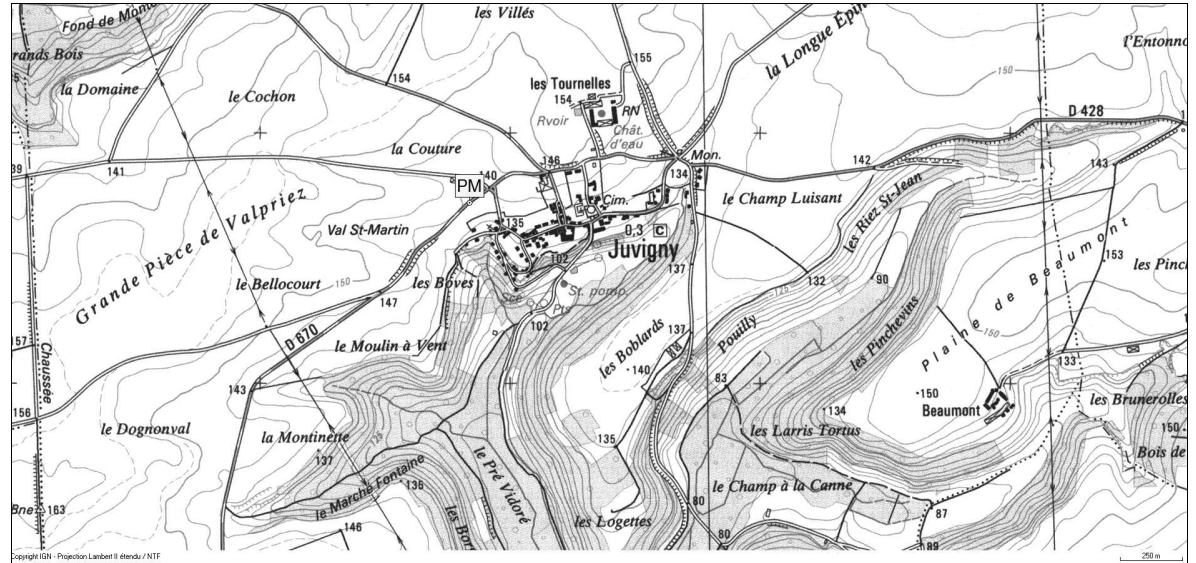 les Villés
Fond de
la Longue
l'Entonno
rands Bois
155
la Domaine
154
les Tournelles
150
le Cochon
154
RN
D 428
Rvoir
Chât.
d'eau
la Couture
146
Mon.
142
143
39
141
140
134
PM
Cim.
le Champ Luisant
les Riez St-Jean
Grande Pièce de Valpriez
Val St-Martin
135
0,3
C
Juvigny
153
102
137
132
90
les Pinch
le Bellocourt
150
les Boves
St. pomp.
Sce
Pts
125
Plaine de Beaumont
147
102
150
D 670
le Moulin à Vent
les Boblards
137
Pouilly
les Pinchevins
133
157
Chaussée
140
83
143
150
Beaumont
les Brunerolles
156
134
le Dognonval
la Montinette
125
135
les Larris Tortus
150
137
Bois de
le Marché Fontaine
135
le Pré Vidoré
le Champ à la Canne
Bne
163
146
les Logettes
80
87
80
89
Copyright IGN - Projection Lambert II étendu / NTF
250 m